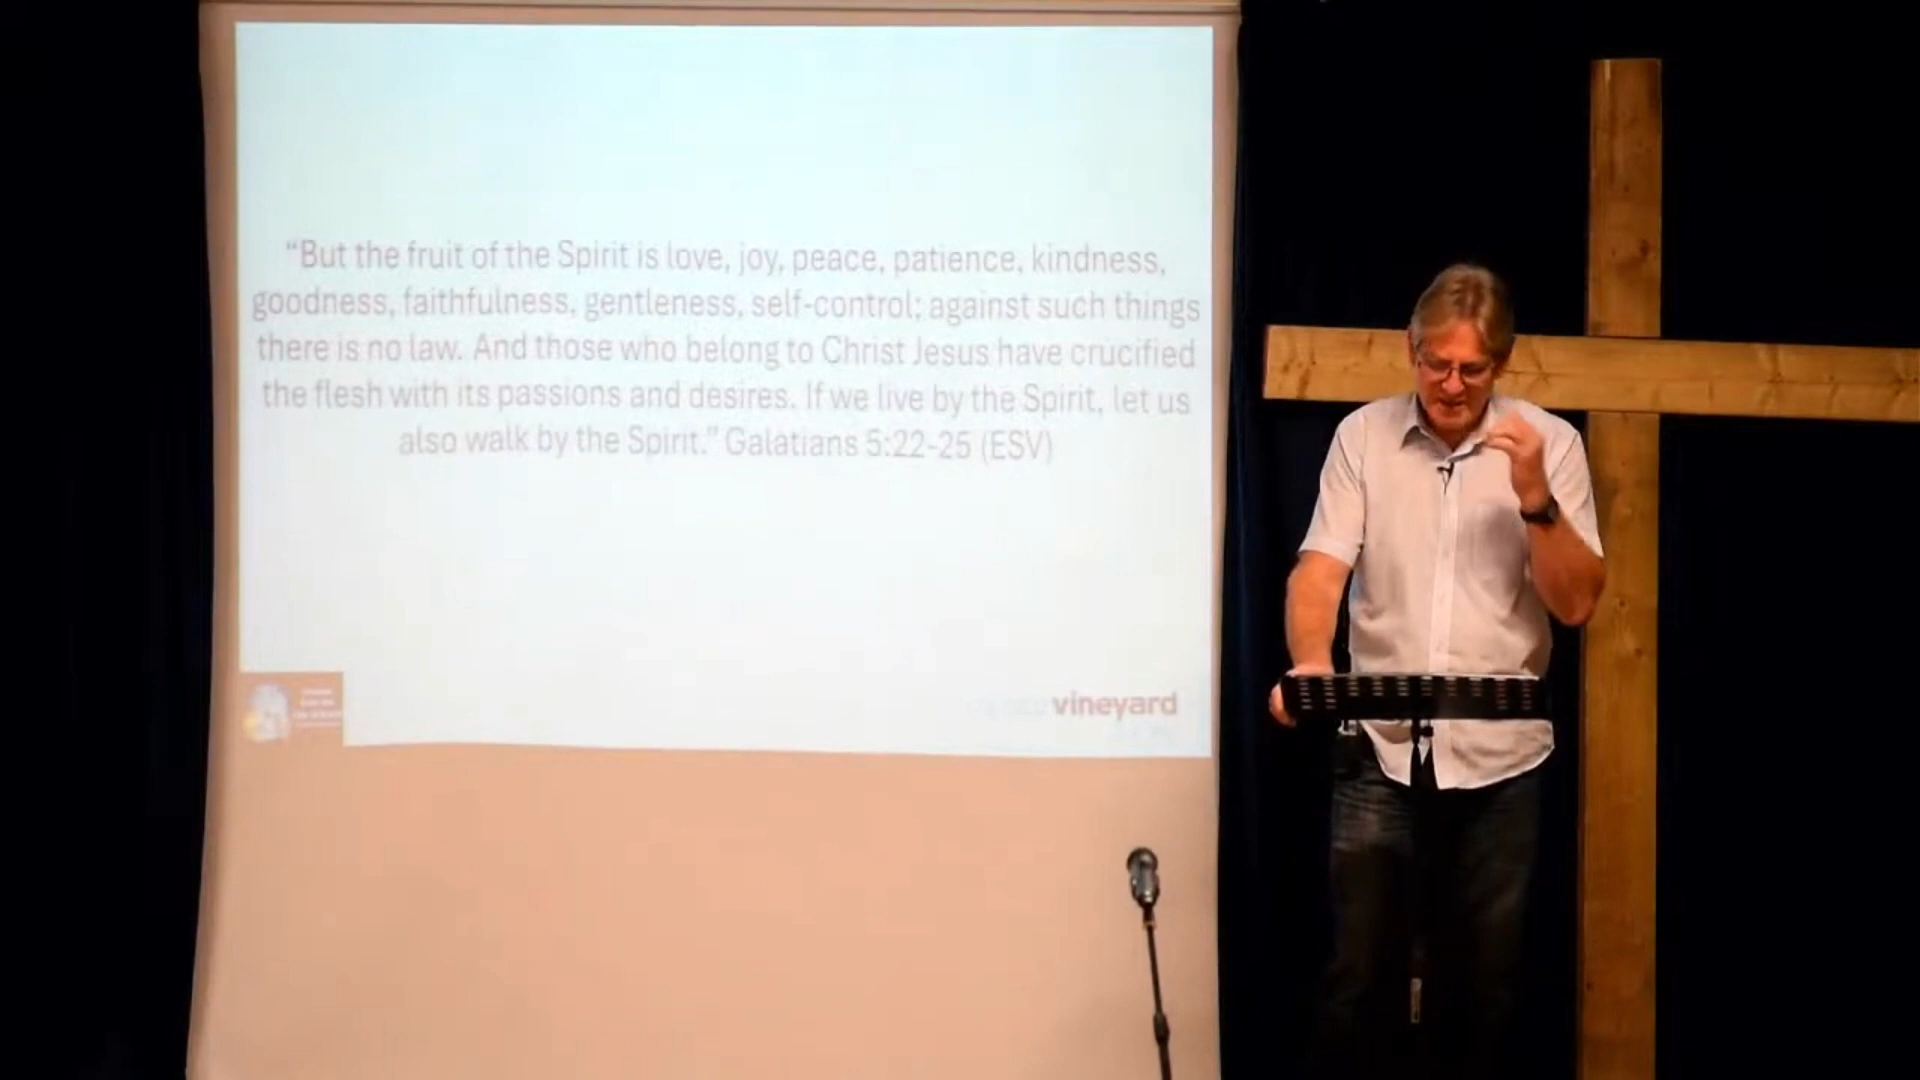 “But the fruit of the Spirit is love, joy, peace, patience, kindness,
goodness, faithfulness, gentleness, self-control; against such things
there is no law. And those who belong to Christ Jesus have crucified
the flesh with its passions and desires. If we live by the Spirit, let us
also walk by the Spirit.” Galatians 5:22-25 (ESV)
vineyard